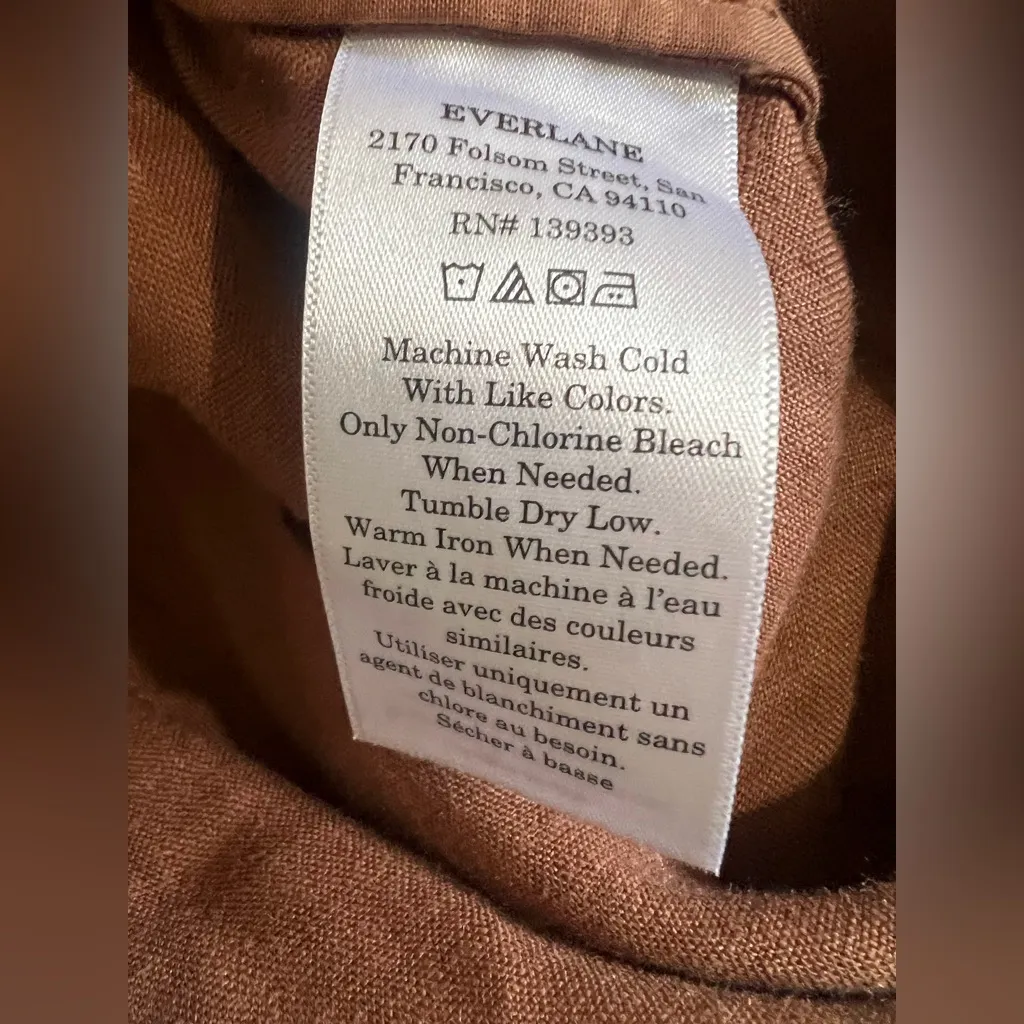 EVERLANE
2170 Folsom Street, San
Francisco, CA 94110
RN# 139393
Machine Wash Cold
With Like Colors.
Only Non-Chlorine Bleach
When Needed.
Tumble Dry Low.
Warm Iron When Needed.
Laver à la machine à l'eau
froide avec des couleurs
similaires.
Utiliser uniquement un
agent de blanchiment sans
chlore au besoin.
Sécher à basse